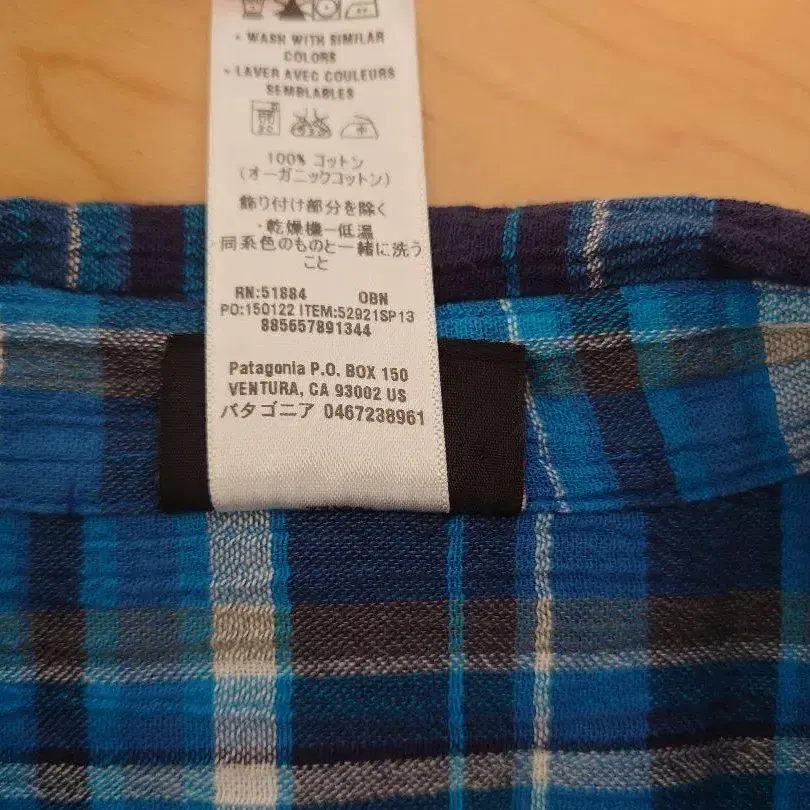 • WASH WITH SIMILAR
COLORS
• LAVER AVEC COULEURS
SEMBLABLES
100% コットン
(オーガニックコットン)
飾り付け部分を除く
・乾燥機－低温
・同系色のものと一緒に洗う
こと
RN:51884 OBN
PO:150122 ITEM:52921SP13
885657891344
Patagonia P.O. BOX 150
VENTURA, CA 93002 US
パタゴニア 0467238961